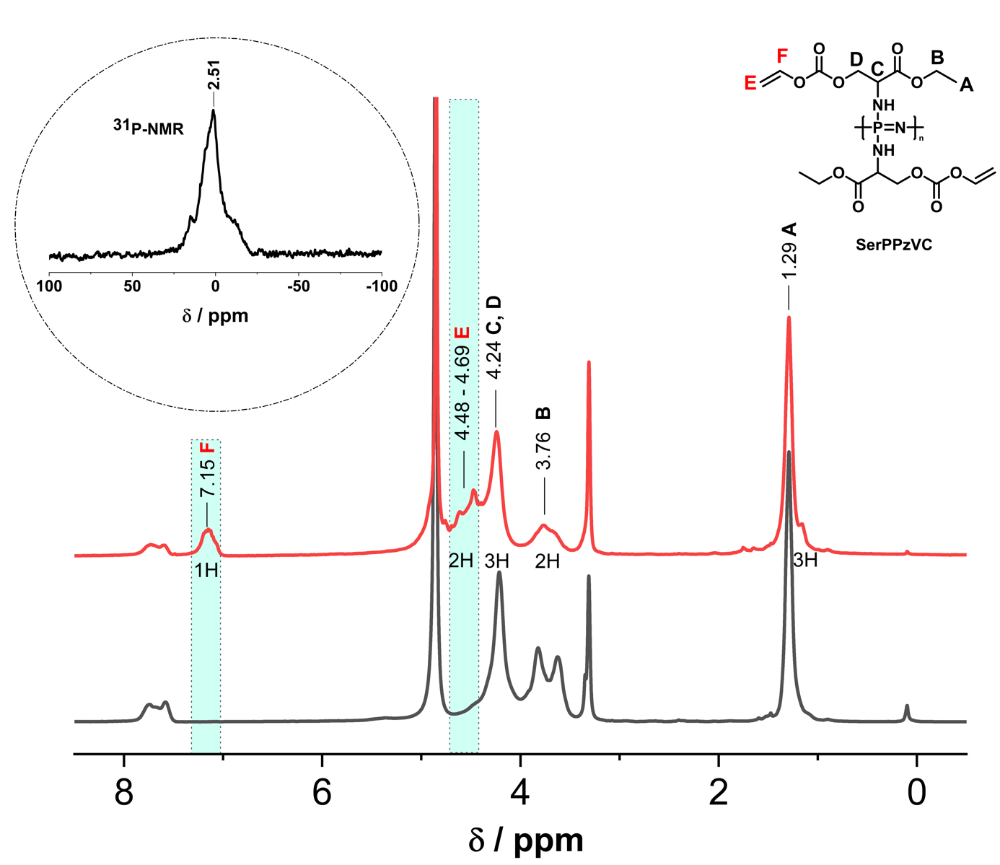 2.51
31P-NMR
100 50 0 -50 -100
δ / ppm
F D C B
E A
O O
O O O
NH
P=N
n
NH
O O O
O O
SerPPzVC
1.29 A
4.24 C, D
4.48 - 4.69 E
3.76 B
7.15 F
1H 2H 3H 2H 3H
8 6 4 2 0
δ / ppm